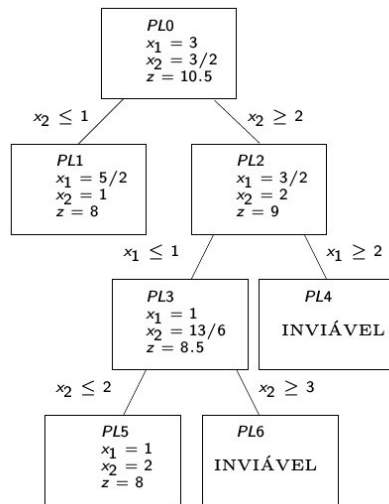 PL0
x1 = 3
x2 = 3/2
z = 10.5
x2 ≤ 1
x2 ≥ 2
PL1
x1 = 5/2
x2 = 1
z = 8
PL2
x1 = 3/2
x2 = 2
z = 9
x1 ≤ 1
x1 ≥ 2
PL3
x1 = 1
x2 = 13/6
z = 8.5
PL4
INVIÁVEL
x2 ≤ 2
x2 ≥ 3
PL5
x1 = 1
x2 = 2
z = 8
PL6
INVIÁVEL